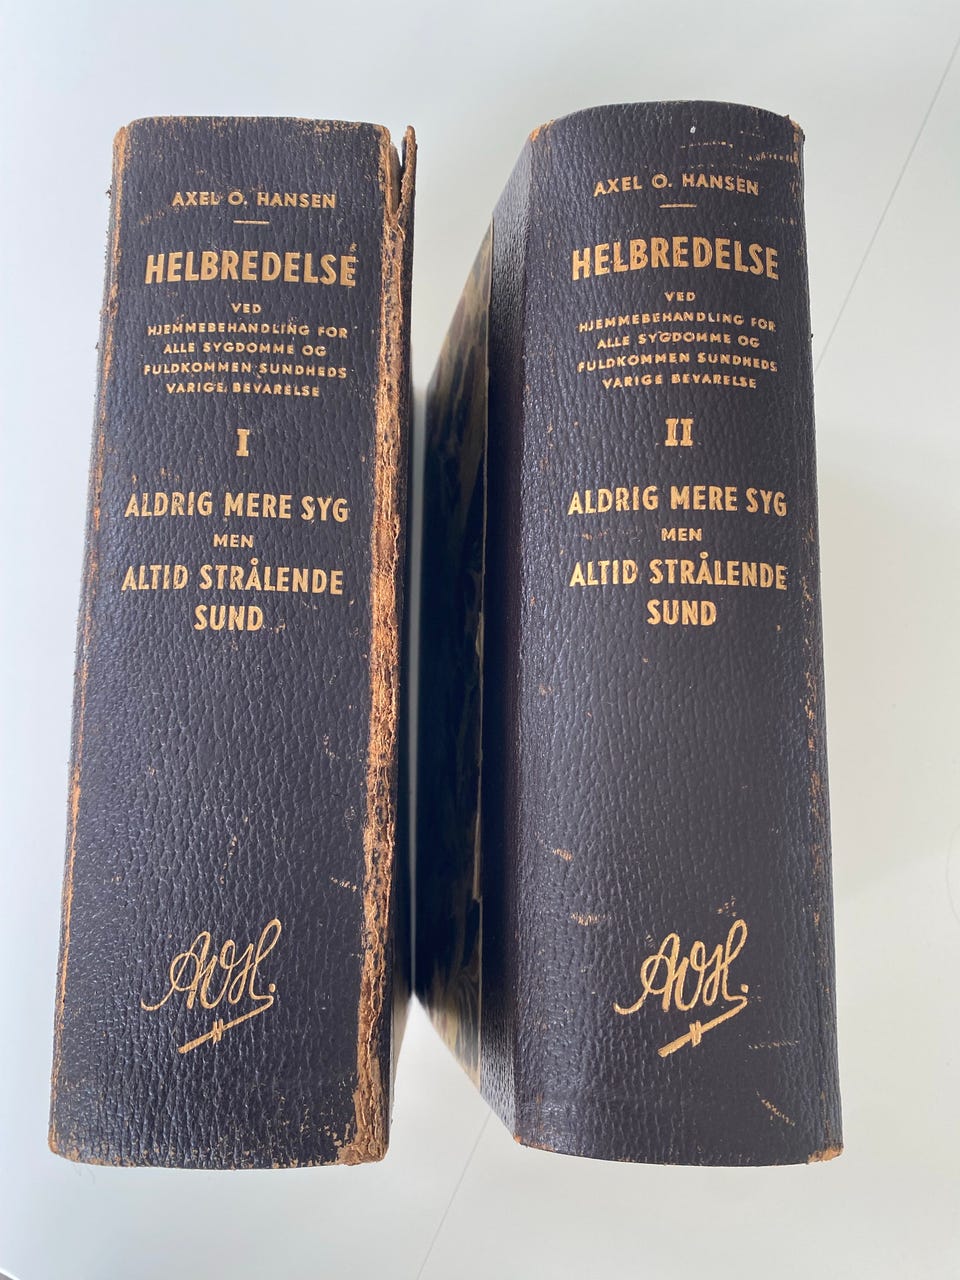 AXEL O. HANSEN
HELBREDELSE
VED
HJEMMEBEHANDLING FOR
ALLE SYGDOMME OG
FULDKOMMEN SUNDHEDS
VARIGE BEVARELSE
I
ALDRIG MERE SYG
MEN
ALTID STRÅLENDE
SUND
AOH.
AXEL O. HANSEN
HELBREDELSE
VED
HJEMMEBEHANDLING FOR
ALLE SYGDOMME OG
FULDKOMMEN SUNDHEDS
VARIGE BEVARELSE
II
ALDRIG MERE SYG
MEN
ALTID STRÅLENDE
SUND
AOH.